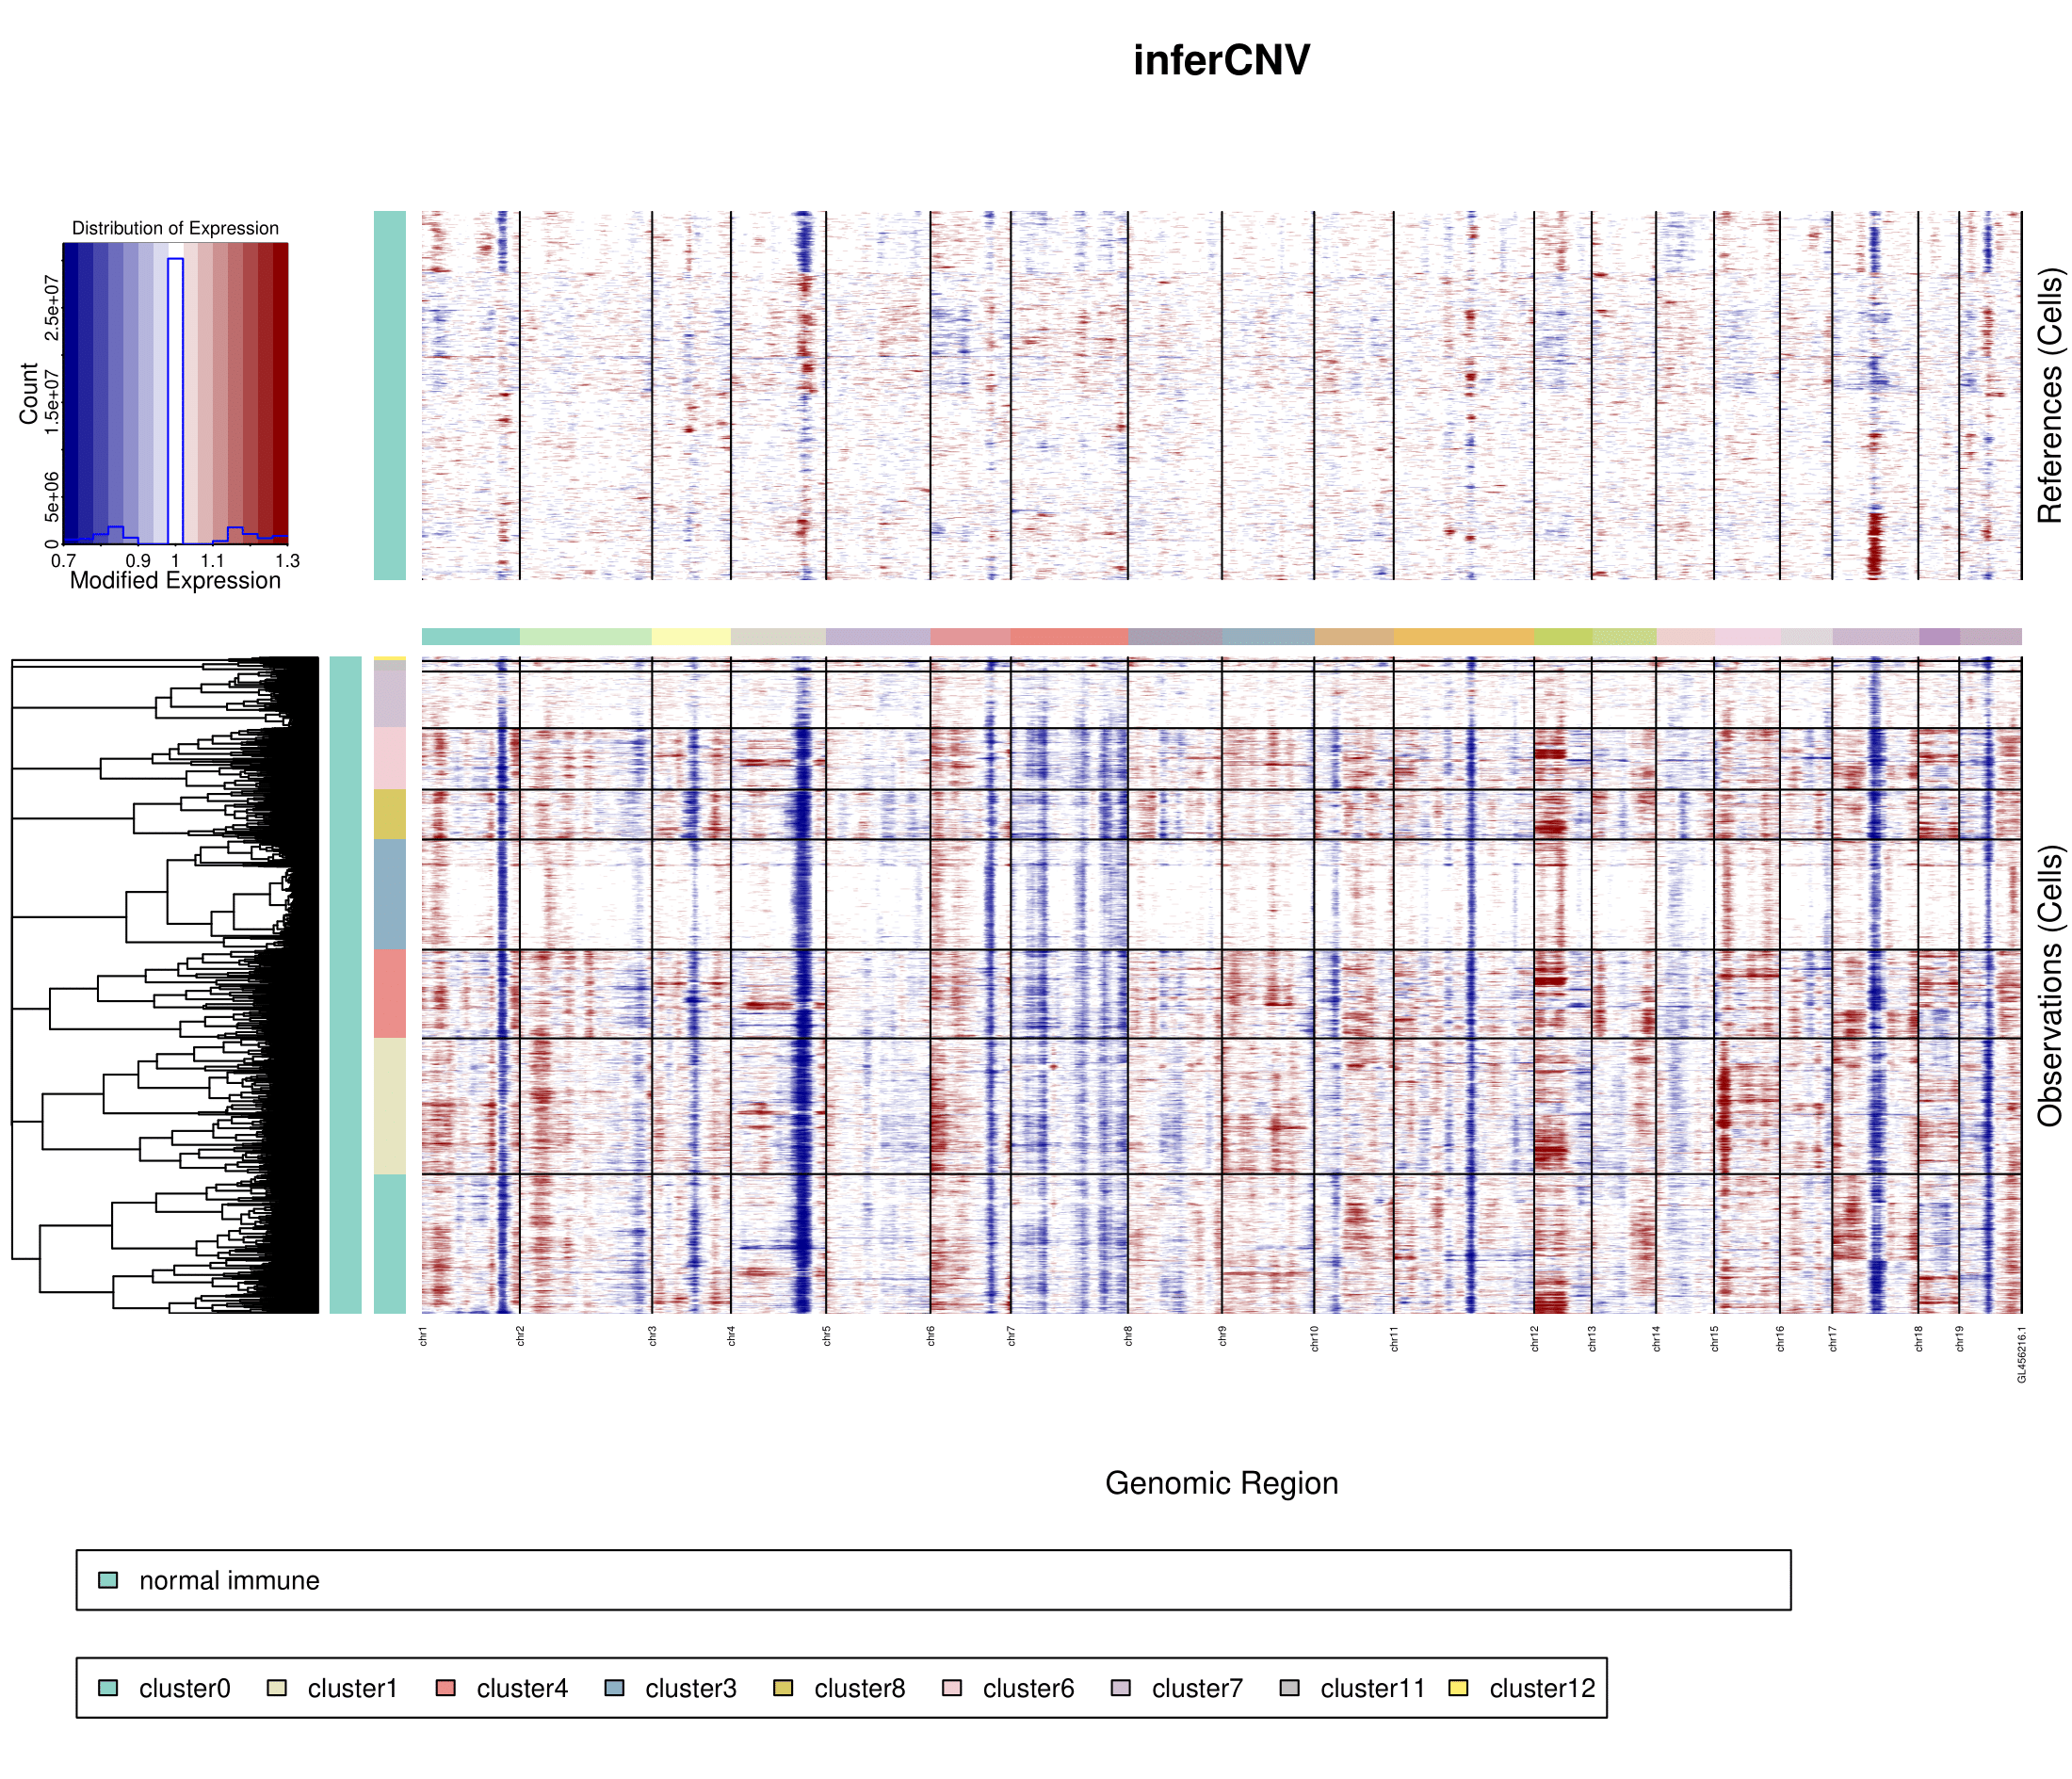 inferCNV
Distribution of Expression
Count
0 5e+06 1.5e+07 2.5e+07
0.7 0.9 1 1.1 1.3
Modified Expression
References (Cells)
Observations (Cells)
chr1 chr2 chr3 chr4 chr5 chr6 chr7 chr8 chr9 chr10 chr11 chr12 chr13 chr14 chr15 chr16 chr17 chr18 chr19 GL456216.1
Genomic Region
normal immune
cluster0 cluster1 cluster4 cluster3 cluster8 cluster6 cluster7 cluster11 cluster12